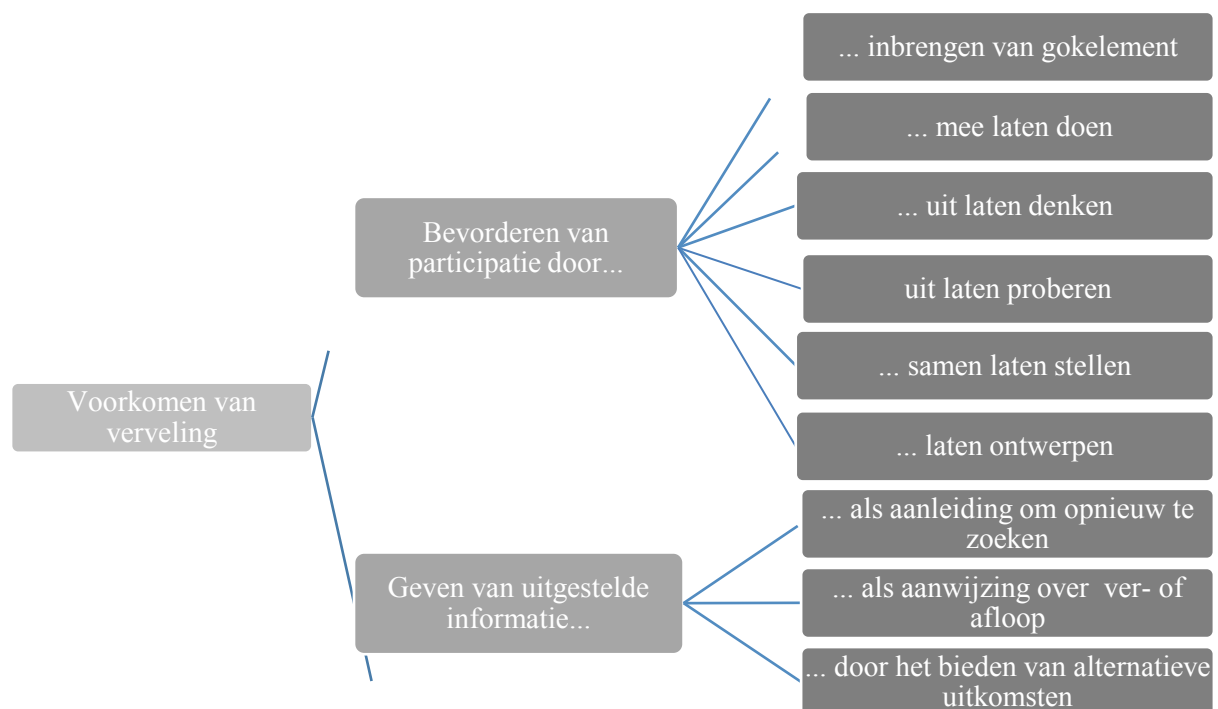 Voorkomen van
verveling
Bevorderen van
participatie door...
... inbrengen van gokelement
... mee laten doen
... uit laten denken
uit laten proberen
... samen laten stellen
... laten ontwerpen
Geven van uitgestelde
informatie...
... als aanleiding om opnieuw te
zoeken
... als aanwijzing over ver- of
afloop
... door het bieden van alternatieve
uitkomsten